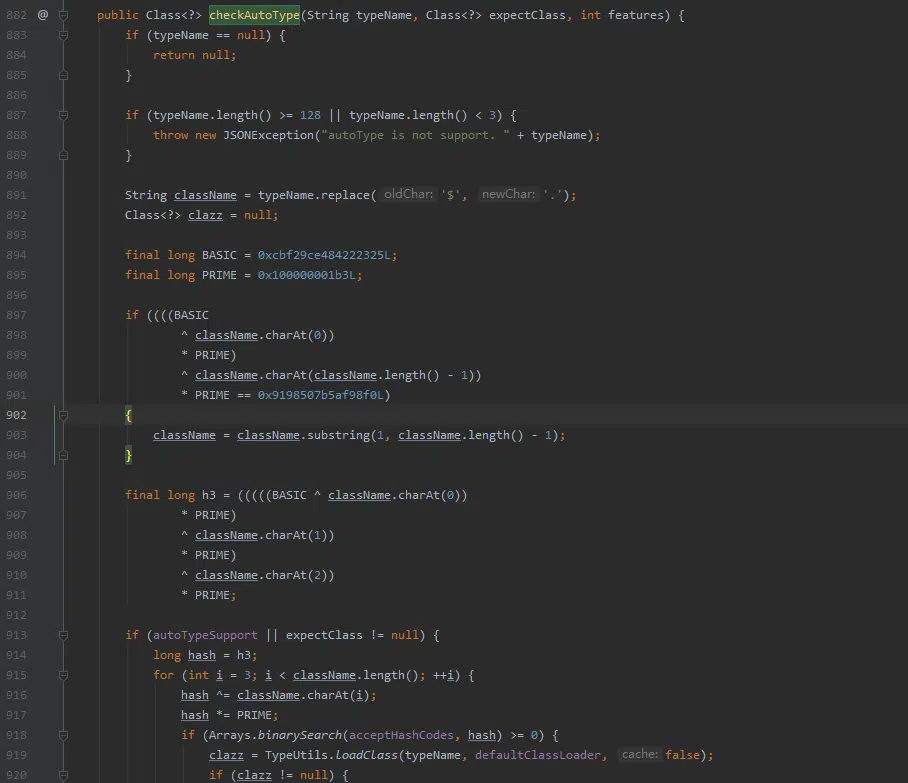 882 @ public Class<?> checkAutoType(String typeName, Class<?> expectClass, int features) {
883 if (typeName == null) {
884 return null;
885 }
886
887 if (typeName.length() >= 128 || typeName.length() < 3) {
888 throw new JSONException("autoType is not support. " + typeName);
889 }
890
891 String className = typeName.replace( oldChar: '$', newChar: '.');
892 Class<?> clazz = null;
893
894 final long BASIC = 0xcbf29ce484222325L;
895 final long PRIME = 0x100000001b3L;
896
897 if ((((BASIC
898 ^ className.charAt(0))
899 * PRIME)
900 ^ className.charAt(className.length() - 1))
901 * PRIME == 0x9198507b5af98f0L)
902 {
903 className = className.substring(1, className.length() - 1);
904 }
905
906 final long h3 = (((((BASIC ^ className.charAt(0))
907 * PRIME)
908 ^ className.charAt(1))
909 * PRIME)
910 ^ className.charAt(2))
911 * PRIME;
912
913 if (autoTypeSupport || expectClass != null) {
914 long hash = h3;
915 for (int i = 3; i < className.length(); ++i) {
916 hash ^= className.charAt(i);
917 hash *= PRIME;
918 if (Arrays.binarySearch(acceptHashCodes, hash) >= 0) {
919 clazz = TypeUtils.loadClass(typeName, defaultClassLoader, cache: false);
920 if (clazz != null) {